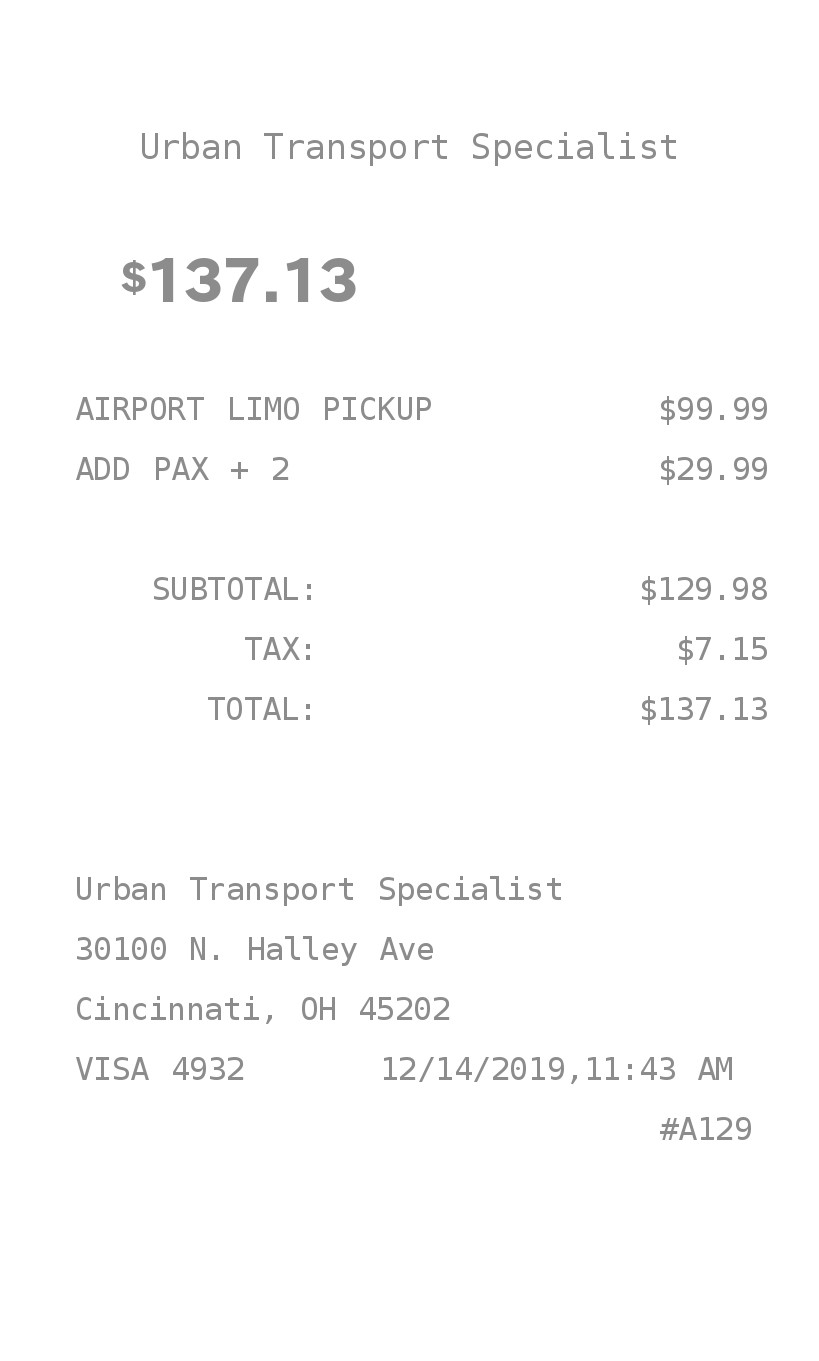 Urban Transport Specialist
$137.13
AIRPORT LIMO PICKUP $99.99
ADD PAX + 2 $29.99
SUBTOTAL: $129.98
TAX: $7.15
TOTAL: $137.13
Urban Transport Specialist
30100 N. Halley Ave
Cincinnati, OH 45202
VISA 4932 12/14/2019,11:43 AM
#A129